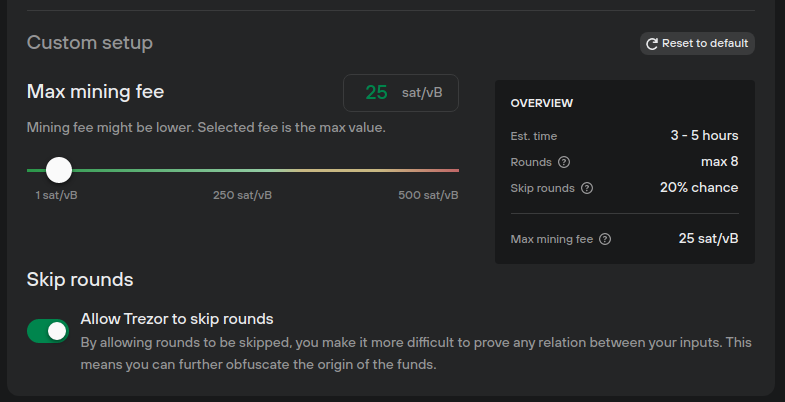 Custom setup
Reset to default
Max mining fee
25 sat/vB
Mining fee might be lower. Selected fee is the max value.
1 sat/vB 250 sat/vB 500 sat/vB
OVERVIEW
Est. time 3 - 5 hours
Rounds max 8
Skip rounds 20% chance
Max mining fee 25 sat/vB
Skip rounds
Allow Trezor to skip rounds
By allowing rounds to be skipped, you make it more difficult to prove any relation between your inputs. This
means you can further obfuscate the origin of the funds.